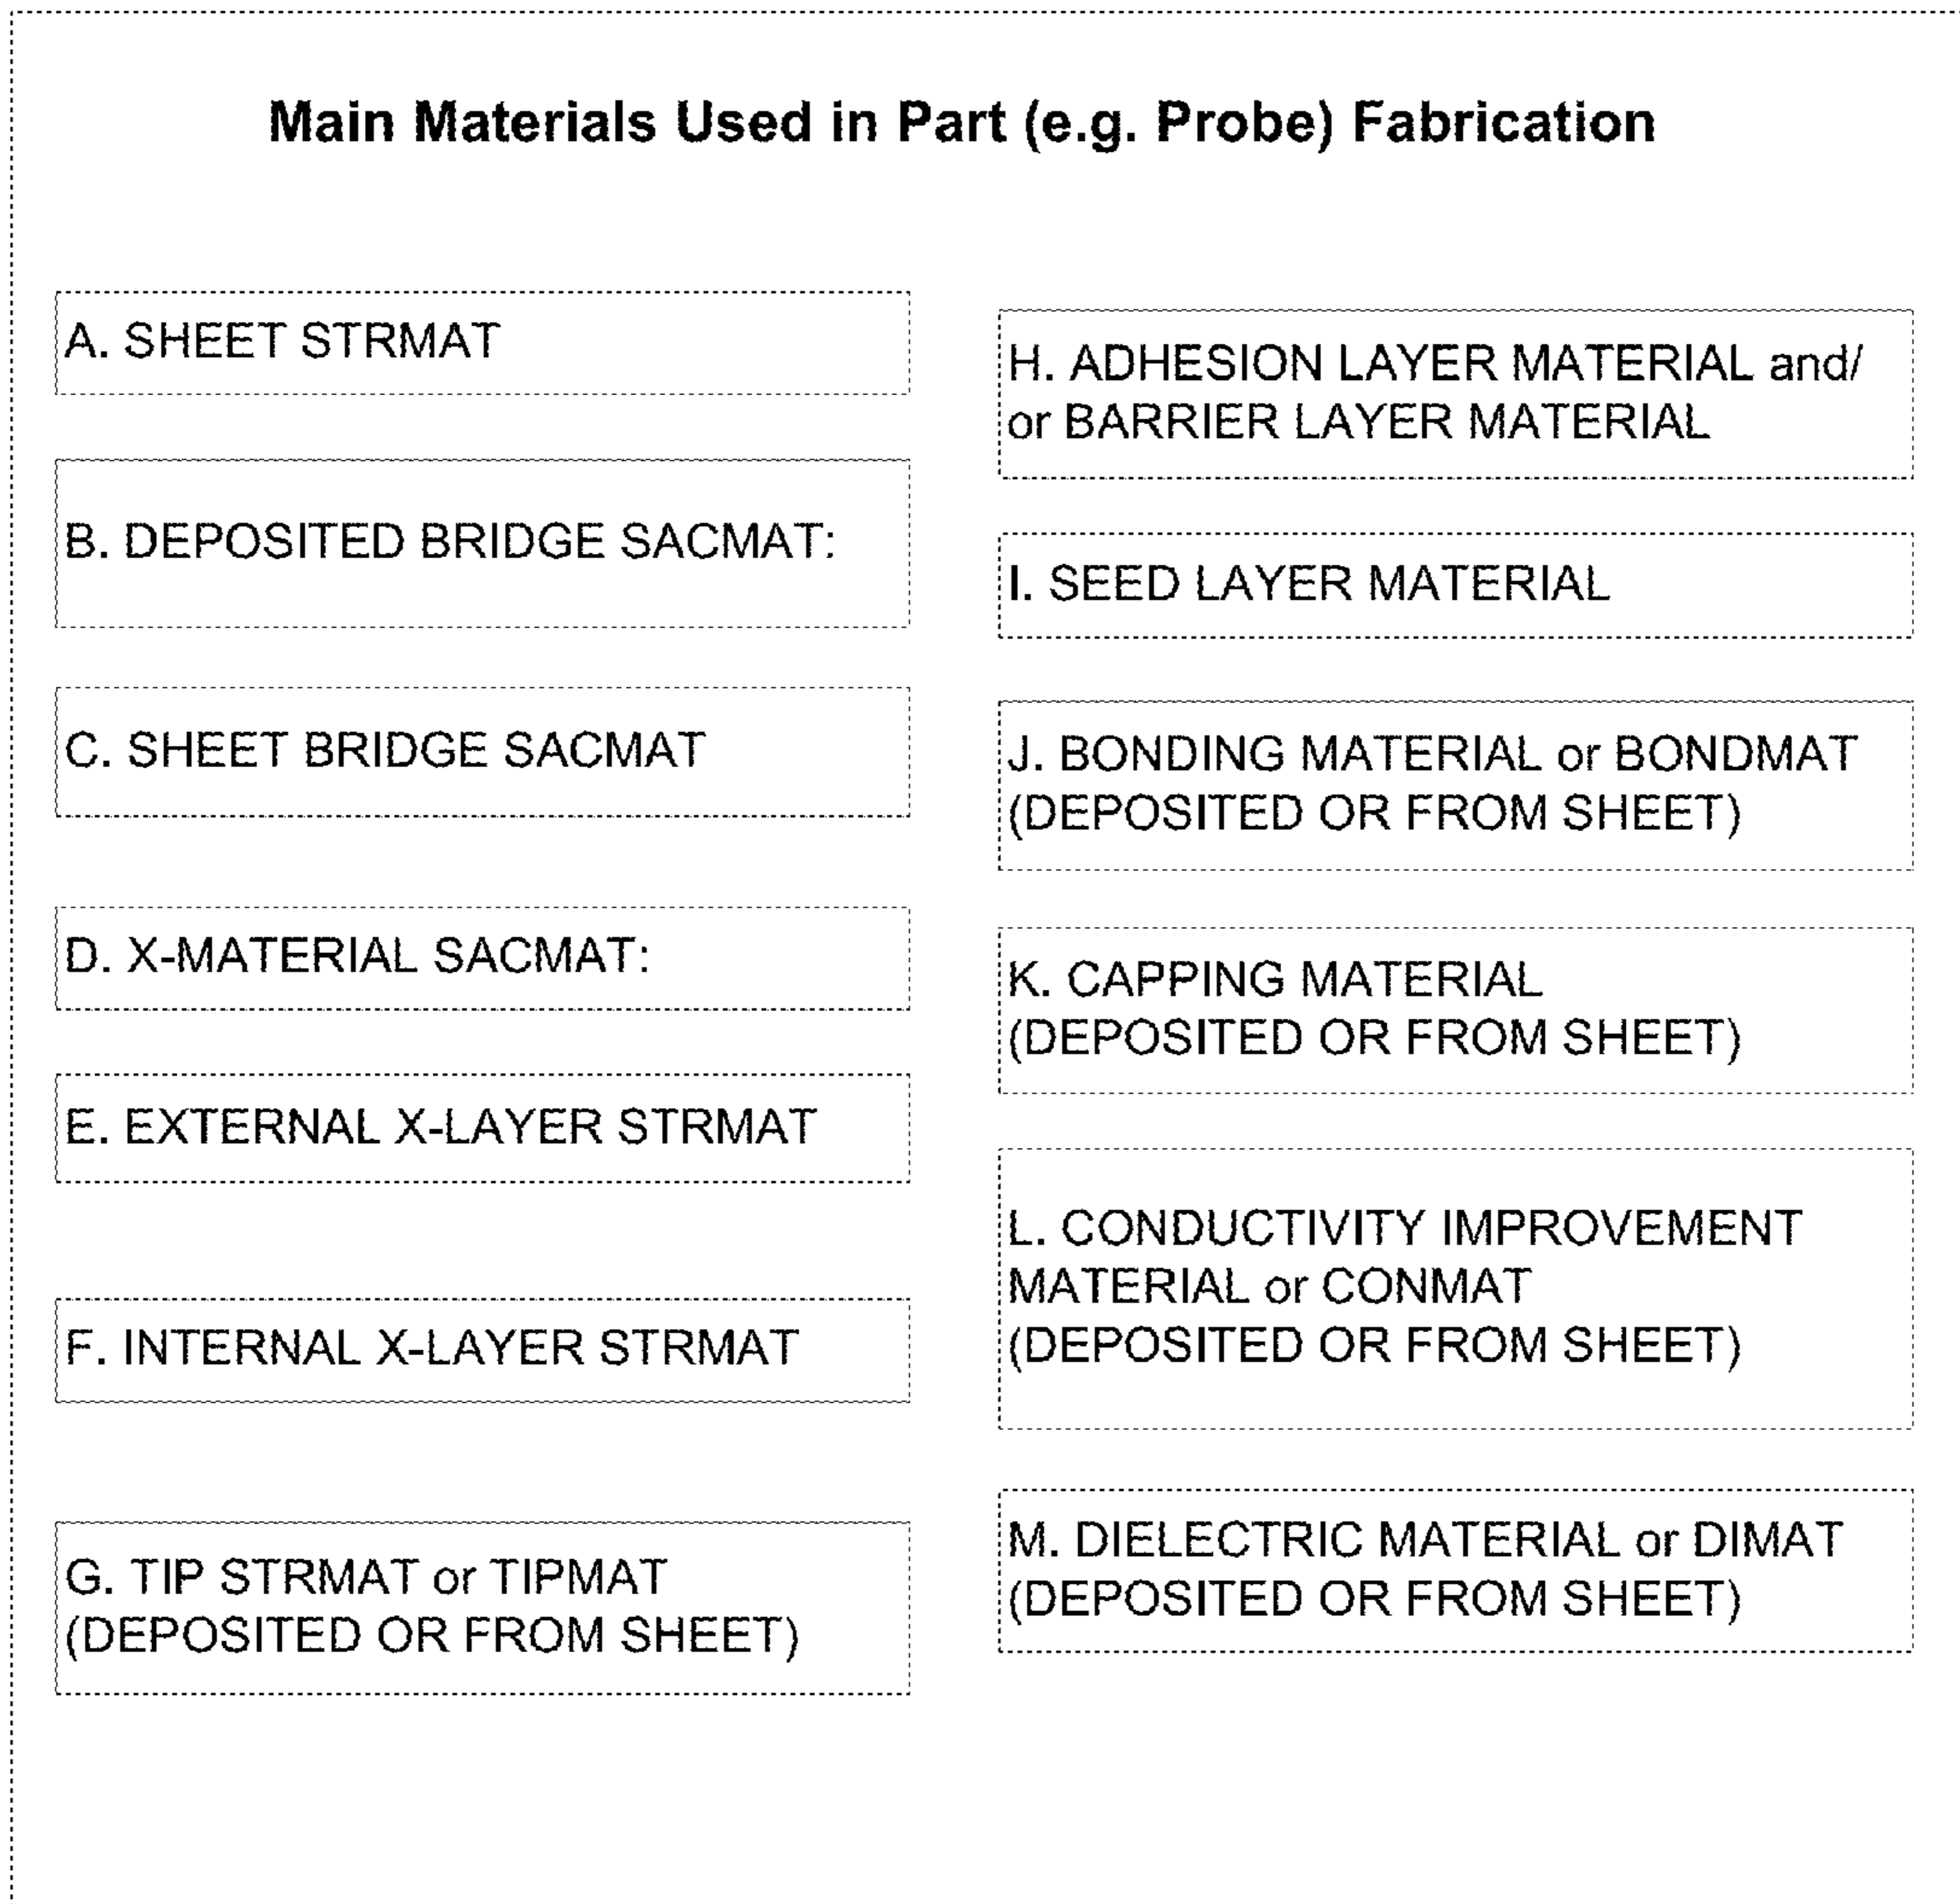 Main Materials Used in Part (e.g. Probe) Fabrication
A. SHEET STRMAT
B. DEPOSITED BRIDGE SACMAT:
C. SHEET BRIDGE SACMAT
D. X-MATERIAL SACMAT:
E. EXTERNAL X-LAYER STRMAT
F. INTERNAL X-LAYER STRMAT
G. TIP STRMAT or TIPMAT
(DEPOSITED OR FROM SHEET)
H. ADHESION LAYER MATERIAL and/
or BARRIER LAYER MATERIAL
I. SEED LAYER MATERIAL
J. BONDING MATERIAL or BONDMAT
(DEPOSITED OR FROM SHEET)
K. CAPPING MATERIAL
(DEPOSITED OR FROM SHEET)
L. CONDUCTIVITY IMPROVEMENT
MATERIAL or CONMAT
(DEPOSITED OR FROM SHEET)
M. DIELECTRIC MATERIAL or DIMAT
(DEPOSITED OR FROM SHEET)